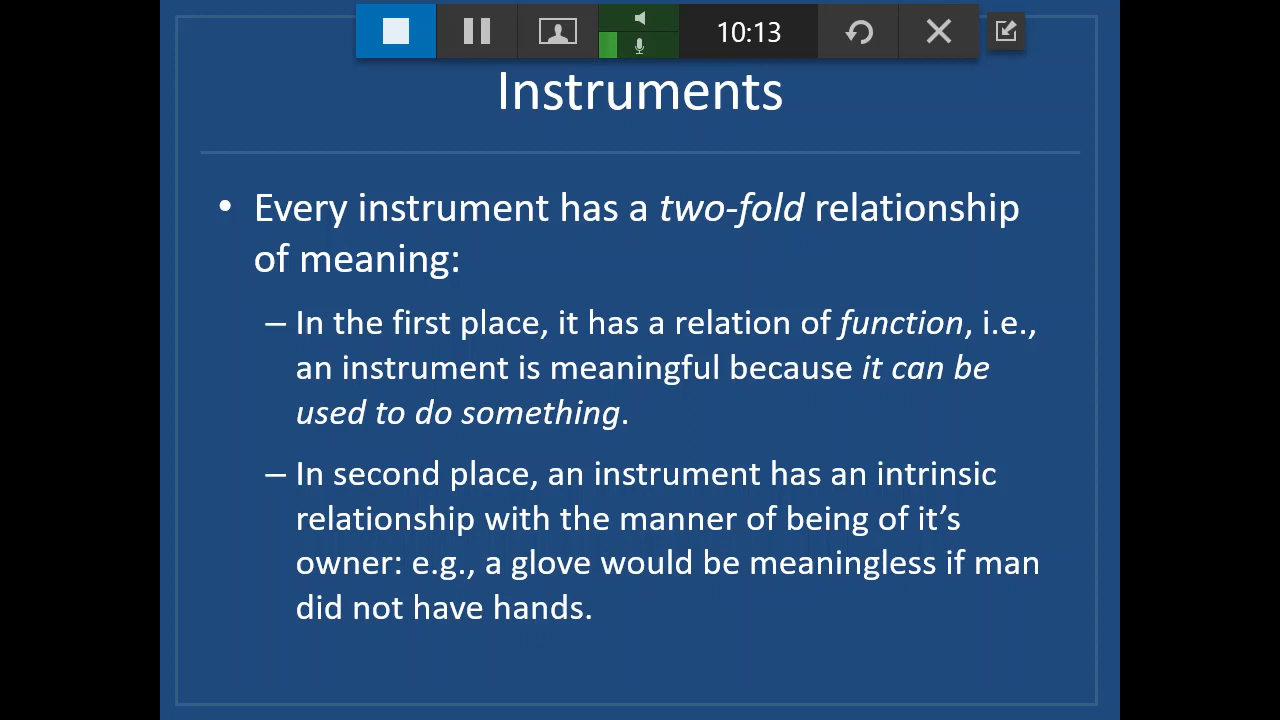 10:13
Instruments
• Every instrument has a two-fold relationship
of meaning:
– In the first place, it has a relation of function, i.e.,
an instrument is meaningful because it can be
used to do something.
– In second place, an instrument has an intrinsic
relationship with the manner of being of it’s
owner: e.g., a glove would be meaningless if man
did not have hands.